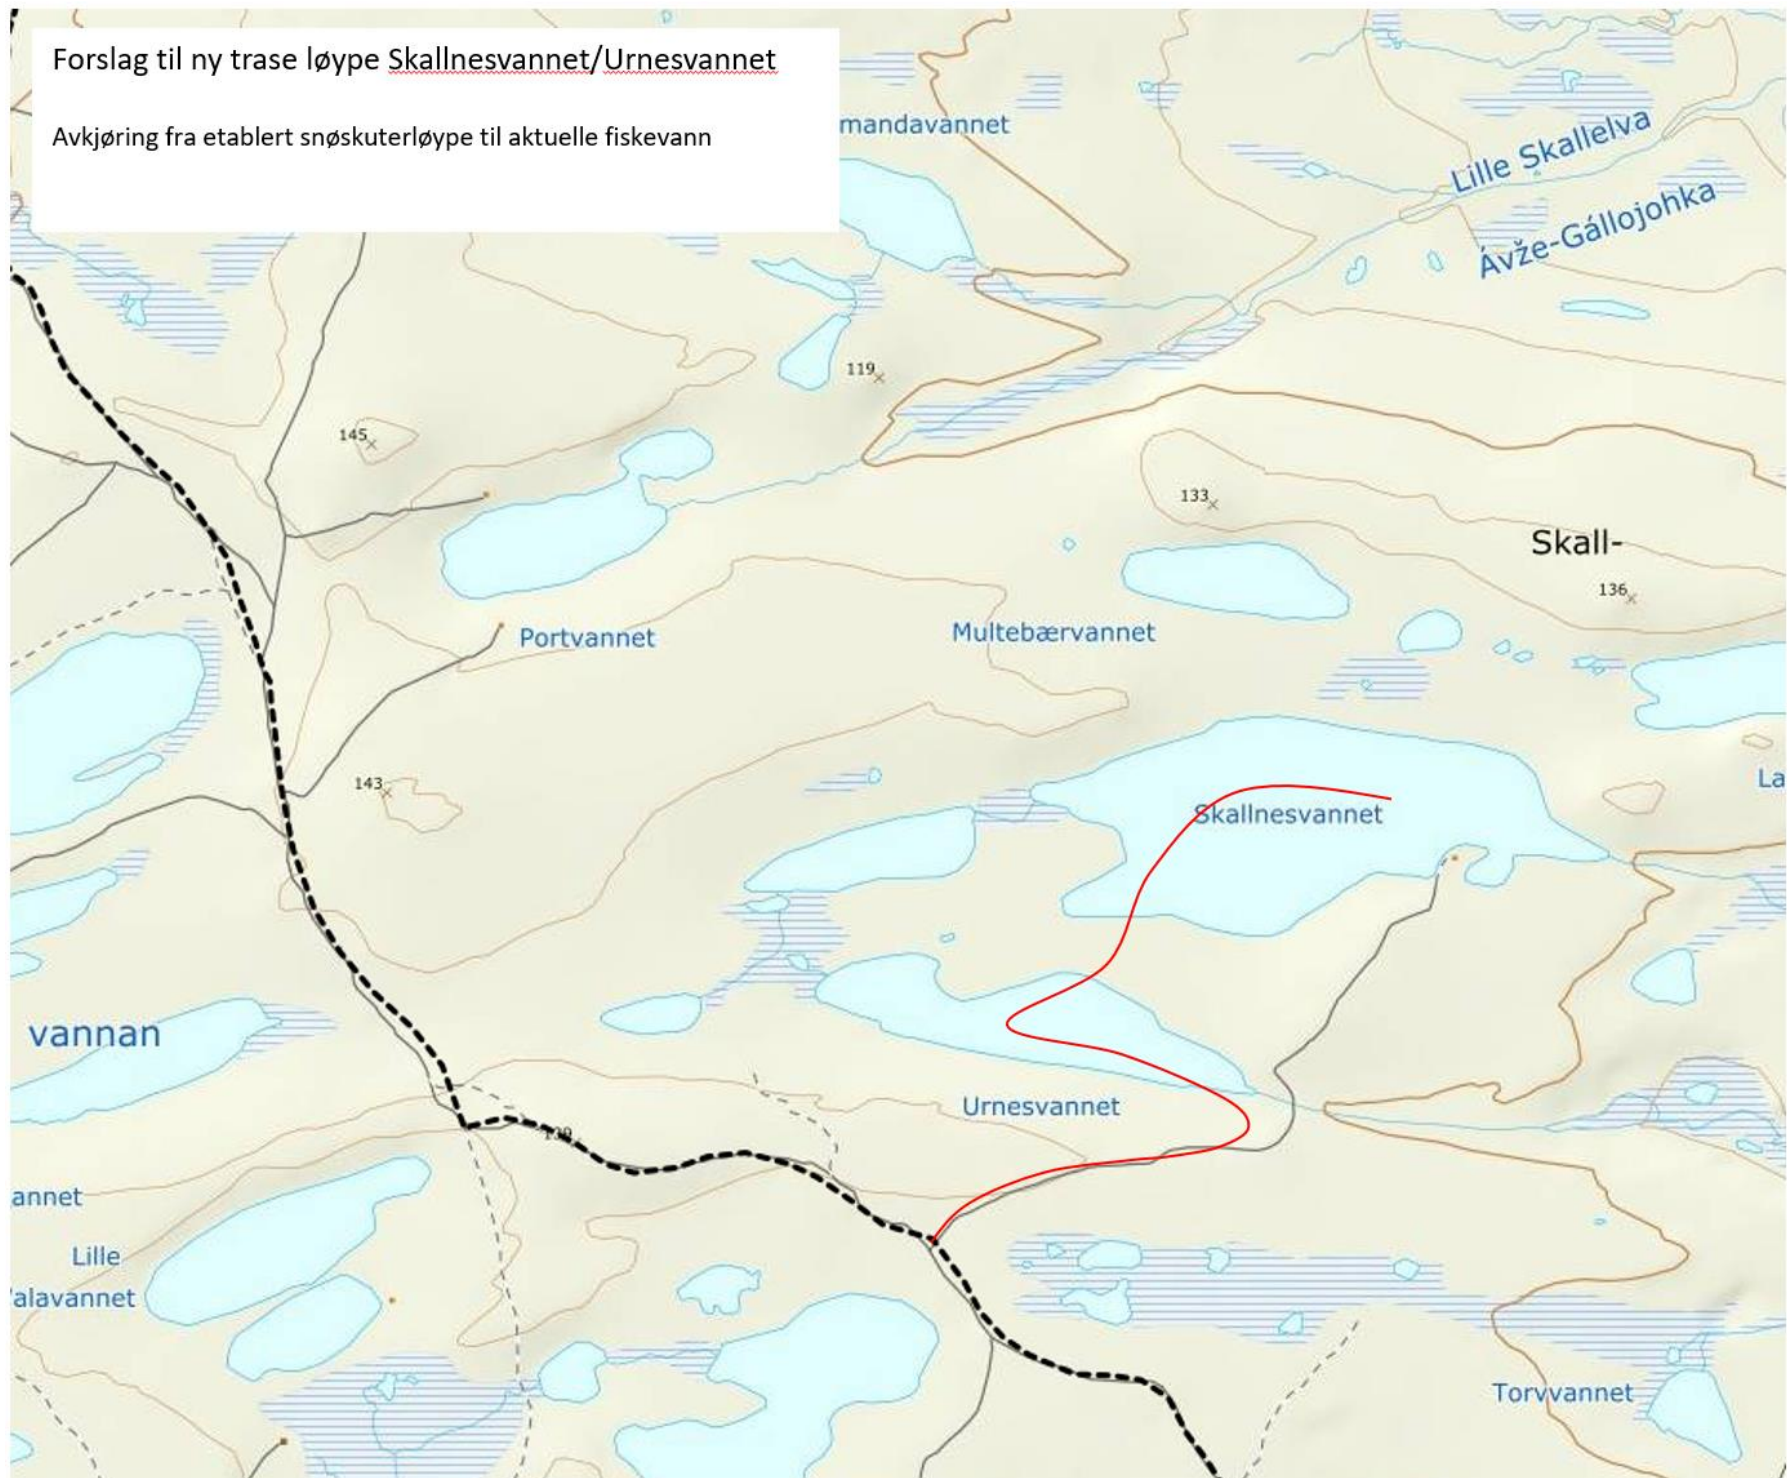 Forslag til ny trase løype Skallnesvannet/Urnesvannet
Avkjøring fra etablert snøskuterløype til aktuelle fiskevann
mandavannet
Lille Skallelva
Ávže-Gállojohka
119
145
133
Skall-
136
Portvannet
Multebærvannet
143
La
Skallnesvannet
vannan
Urnesvannet
139
annet
Lille
alavannet
Torvvannet